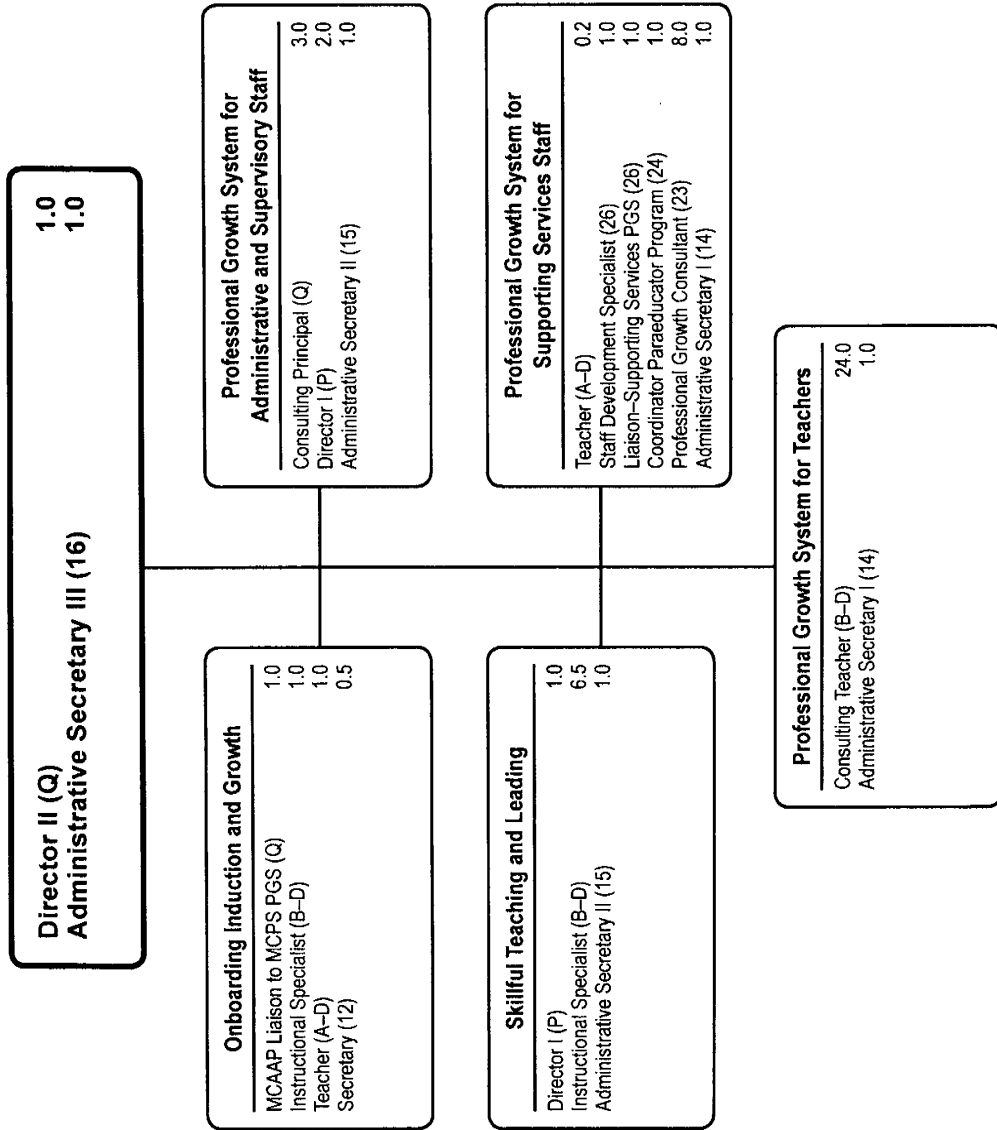 Director II (Q) 1.0
Administrative Secretary III (16) 1.0
Onboarding Induction and Growth
MCAAP Liaison to MCPS PGS (Q) 1.0
Instructional Specialist (B–D) 1.0
Teacher (A–D) 1.0
Secretary (12) 0.5
Professional Growth System for
Administrative and Supervisory Staff
Consulting Principal (Q) 3.0
Director I (P) 2.0
Administrative Secretary II (15) 1.0
Skillful Teaching and Leading
Director I (P) 1.0
Instructional Specialist (B–D) 6.5
Administrative Secretary II (15) 1.0
Professional Growth System for
Supporting Services Staff
Teacher (A–D) 0.2
Staff Development Specialist (26) 1.0
Liaison–Supporting Services PGS (26) 1.0
Coordinator Paraeducator Program (24) 1.0
Professional Growth Consultant (23) 8.0
Administrative Secretary I (14) 1.0
Professional Growth System for Teachers
Consulting Teacher (B–D) 24.0
Administrative Secretary I (14) 1.0